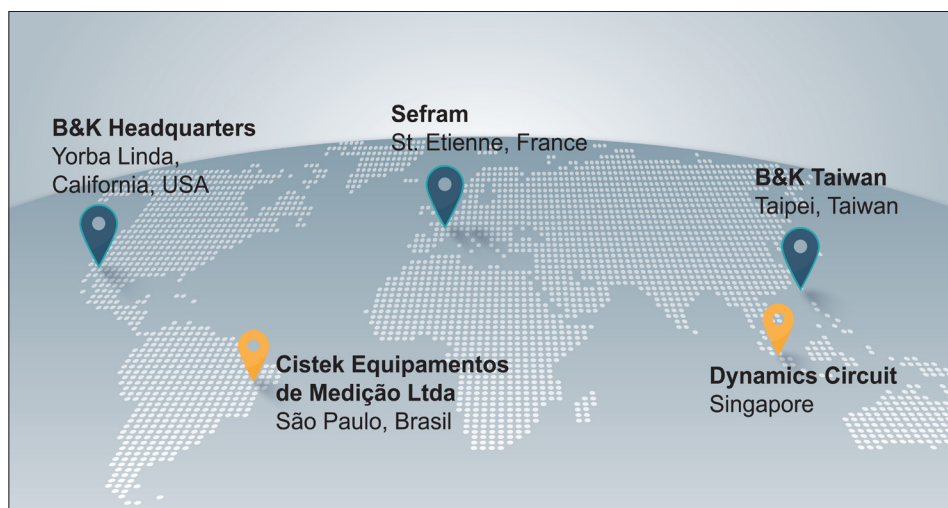 B&K Headquarters
Yorba Linda,
California, USA
Sefram
St. Etienne, France
B&K Taiwan
Taipei, Taiwan
Cistek Equipamentos
de Medição Ltda
São Paulo, Brasil
Dynamics Circuit
Singapore